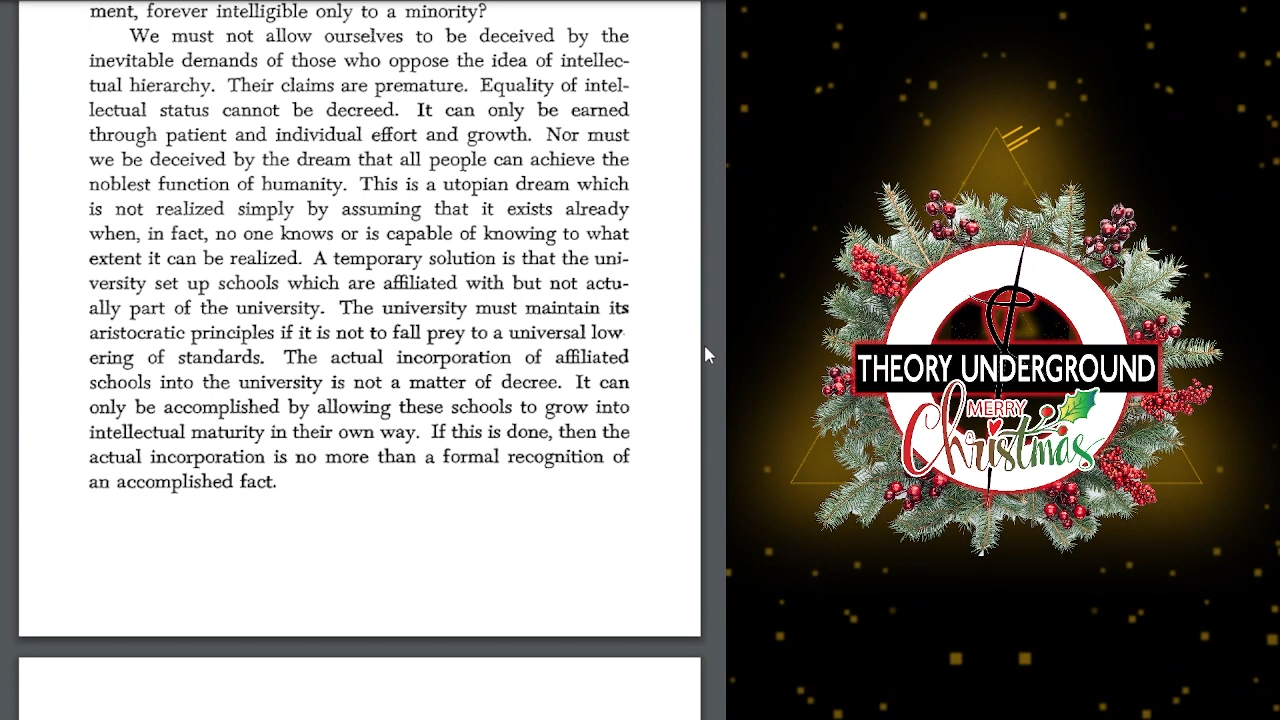 ment, forever intelligible only to a minority?
We must not allow ourselves to be deceived by the
inevitable demands of those who oppose the idea of intellec-
tual hierarchy. Their claims are premature. Equality of intel-
lectual status cannot be decreed. It can only be earned
through patient and individual effort and growth. Nor must
we be deceived by the dream that all people can achieve the
noblest function of humanity. This is a utopian dream which
is not realized simply by assuming that it exists already
when, in fact, no one knows or is capable of knowing to what
extent it can be realized. A temporary solution is that the uni-
versity set up schools which are affiliated with but not actu-
ally part of the university. The university must maintain its
aristocratic principles if it is not to fall prey to a universal low-
ering of standards. The actual incorporation of affiliated
schools into the university is not a matter of decree. It can
only be accomplished by allowing these schools to grow into
intellectual maturity in their own way. If this is done, then the
actual incorporation is no more than a formal recognition of
an accomplished fact.
THEORY UNDERGROUND
MERRY
Christmas